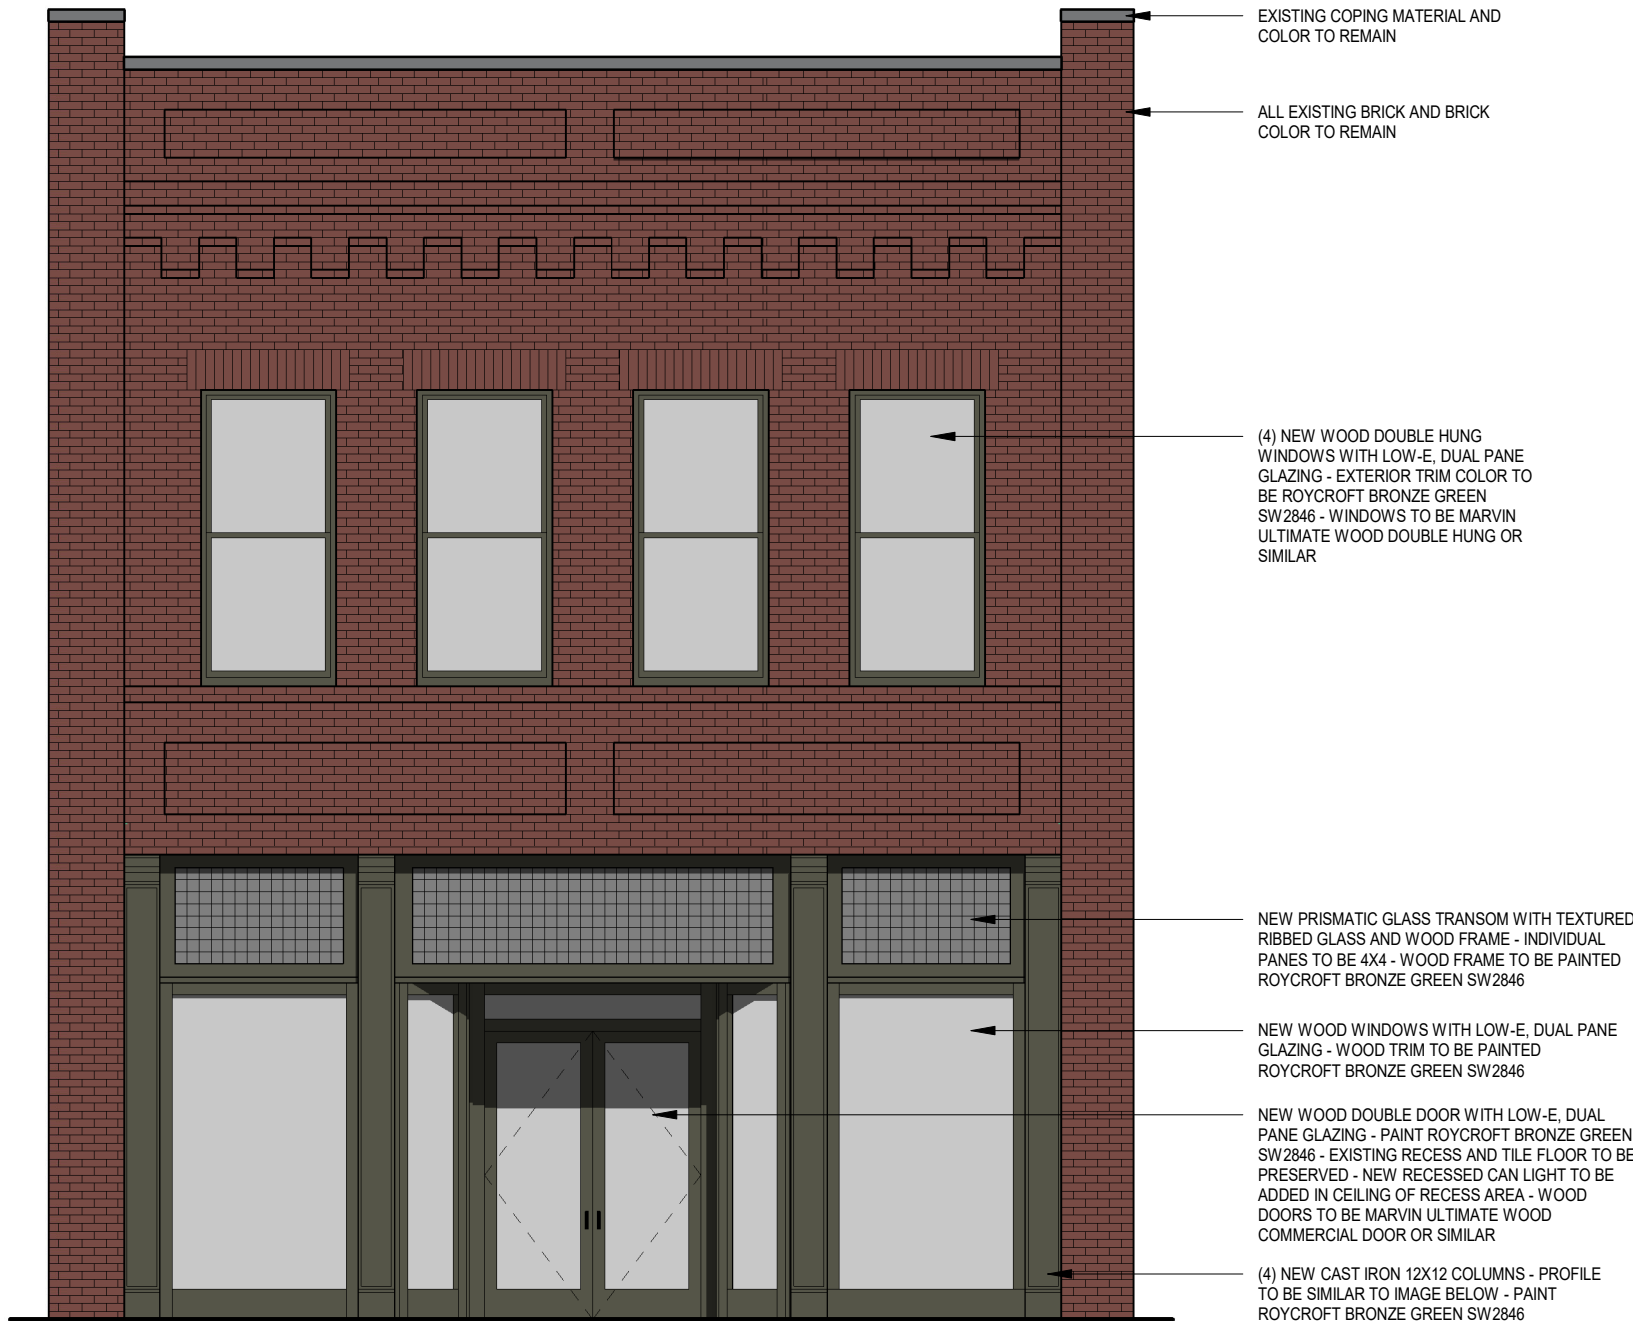 EXISTING COPING MATERIAL AND
COLOR TO REMAIN
ALL EXISTING BRICK AND BRICK
COLOR TO REMAIN
(4) NEW WOOD DOUBLE HUNG
WINDOWS WITH LOW-E, DUAL PANE
GLAZING - EXTERIOR TRIM COLOR TO
BE ROYCROFT BRONZE GREEN
SW2846 - WINDOWS TO BE MARVIN
ULTIMATE WOOD DOUBLE HUNG OR
SIMILAR
NEW PRISMATIC GLASS TRANSOM WITH TEXTURED
RIBBED GLASS AND WOOD FRAME - INDIVIDUAL
PANES TO BE 4X4 - WOOD FRAME TO BE PAINTED
ROYCROFT BRONZE GREEN SW2846
NEW WOOD WINDOWS WITH LOW-E, DUAL PANE
GLAZING - WOOD TRIM TO BE PAINTED
ROYCROFT BRONZE GREEN SW2846
NEW WOOD DOUBLE DOOR WITH LOW-E, DUAL
PANE GLAZING - PAINT ROYCROFT BRONZE GREEN
SW2846 - EXISTING RECESS AND TILE FLOOR TO BE
PRESERVED - NEW RECESSED CAN LIGHT TO BE
ADDED IN CEILING OF RECESS AREA - WOOD
DOORS TO BE MARVIN ULTIMATE WOOD
COMMERCIAL DOOR OR SIMILAR
(4) NEW CAST IRON 12X12 COLUMNS - PROFILE
TO BE SIMILAR TO IMAGE BELOW - PAINT
ROYCROFT BRONZE GREEN SW2846